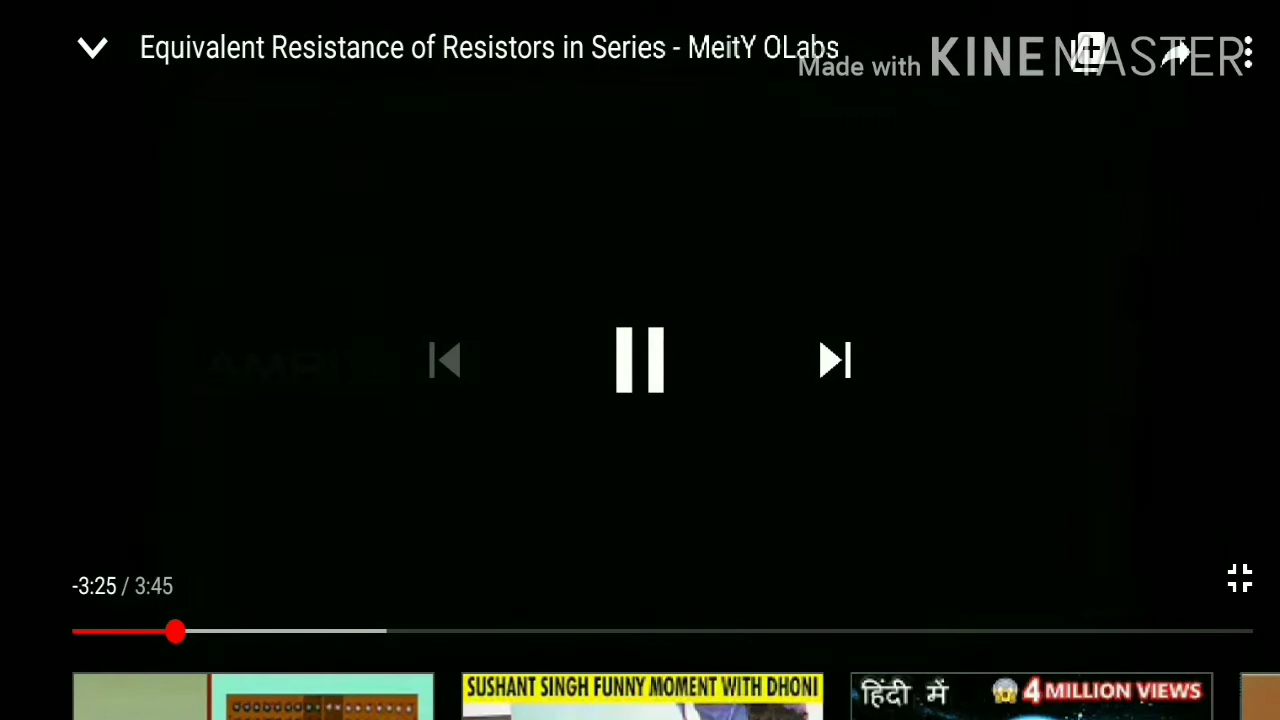 Equivalent Resistance of Resistors in Series - MeitY OLabs
Made with KINEMASTER
-3:25 / 3:45
SUSHANT SINGH FUNNY MOMENT WITH DHONI
हिंदी में 4 MILLION VIEWS